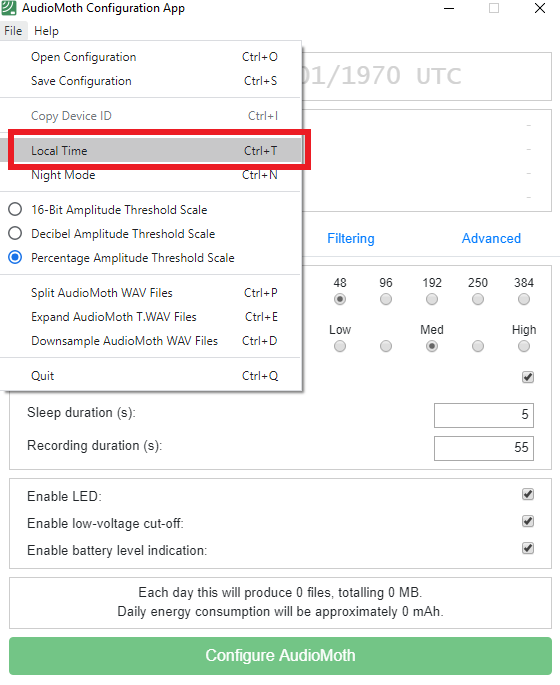 AudioMoth Configuration App
File Help
Open Configuration Ctrl+O
Save Configuration Ctrl+S
Copy Device ID Ctrl+I
Local Time Ctrl+T
Night Mode Ctrl+N
16-Bit Amplitude Threshold Scale
Decibel Amplitude Threshold Scale
Percentage Amplitude Threshold Scale
Split AudioMoth WAV Files Ctrl+P
Expand AudioMoth T.WAV Files Ctrl+E
Downsample AudioMoth WAV Files Ctrl+D
Quit Ctrl+Q
01/1970 UTC
-
-
-
-
Filtering Advanced
48 96 192 250 384
Low Med High
Sleep duration (s): 5
Recording duration (s): 55
Enable LED:
Enable low-voltage cut-off:
Enable battery level indication:
Each day this will produce 0 files, totalling 0 MB.
Daily energy consumption will be approximately 0 mAh.
Configure AudioMoth